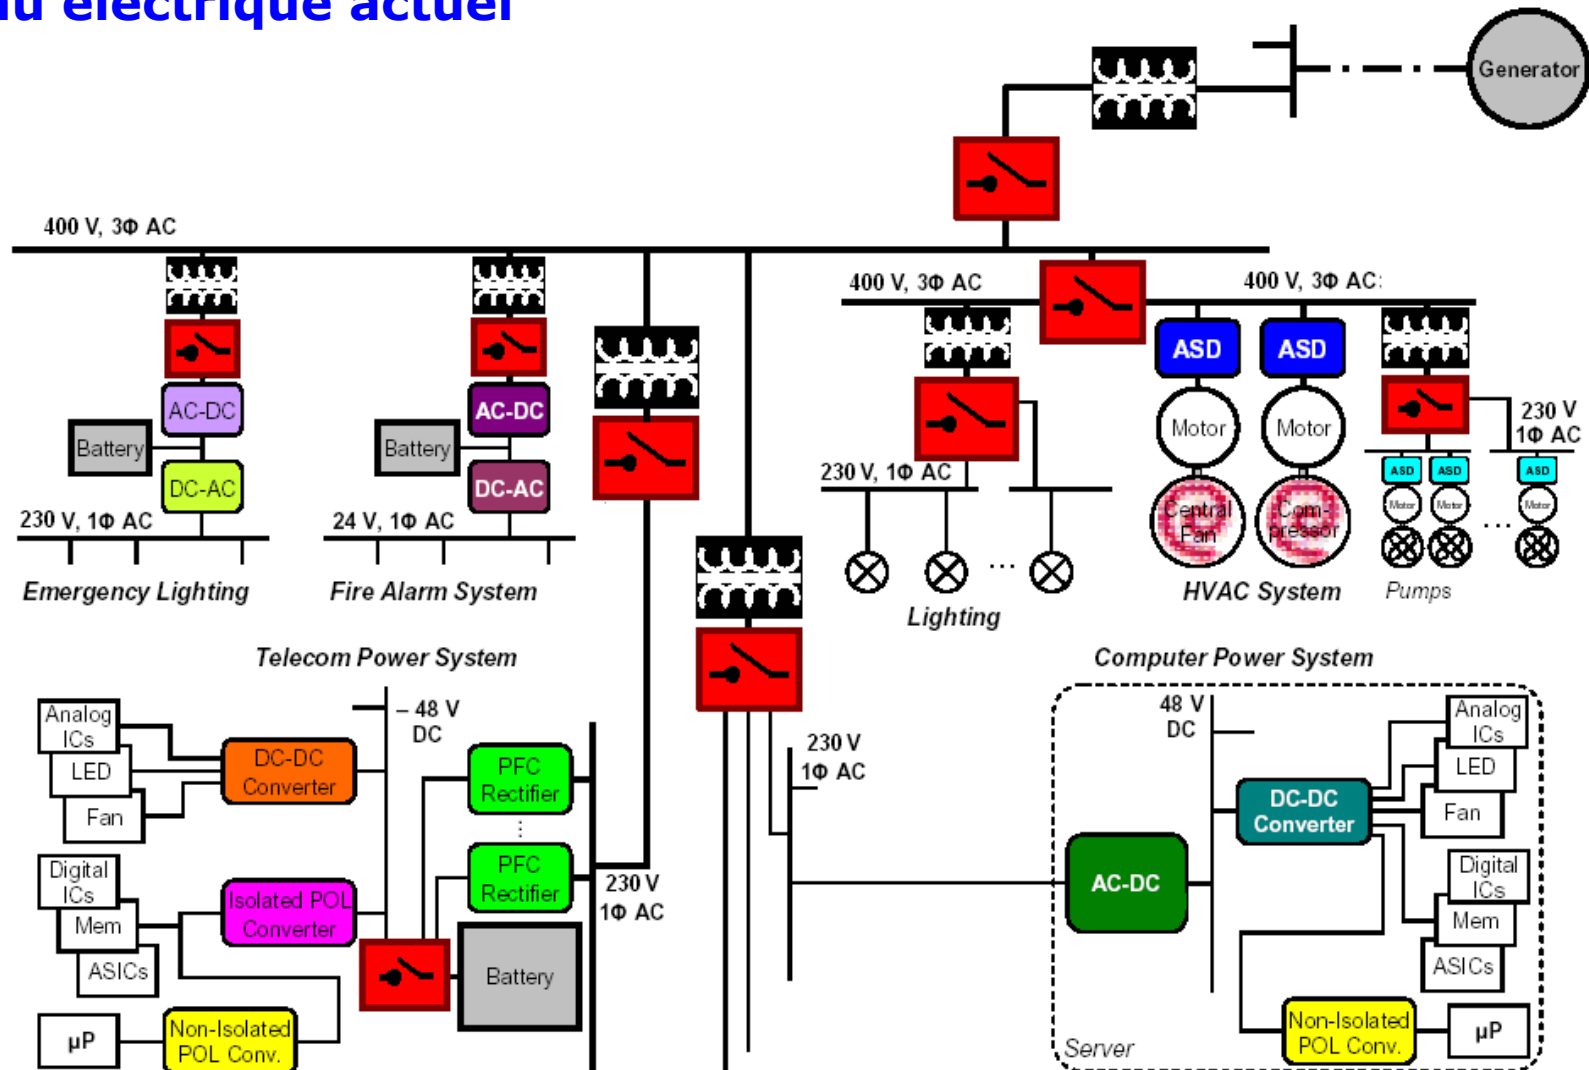 au électrique actuel
Generator
400 V, 3Φ AC
400 V, 3Φ AC
400 V, 3Φ AC:
AC-DC
Battery
DC-AC
230 V, 1Φ AC
Emergency Lighting
AC-DC
Battery
DC-AC
24 V, 1Φ AC
Fire Alarm System
230 V, 1Φ AC
Lighting
ASD
ASD
Motor
Motor
Central
Fan
Com-
pressor
HVAC System
230 V
1Φ AC
ASD
ASD
ASD
Motor
Motor
Motor
...
...
Pumps
Telecom Power System
Analog
ICs
LED
Fan
DC-DC
Converter
– 48 V
DC
PFC
Rectifier
PFC
Rectifier
Digital
ICs
Mem
ASICs
Isolated POL
Converter
Battery
µP
Non-Isolated
POL Conv.
230 V
1Φ AC
230 V
1Φ AC
Computer Power System
48 V
DC
AC-DC
DC-DC
Converter
Analog
ICs
LED
Fan
Digital
ICs
Mem
ASICs
Non-Isolated
POL Conv.
µP
Server